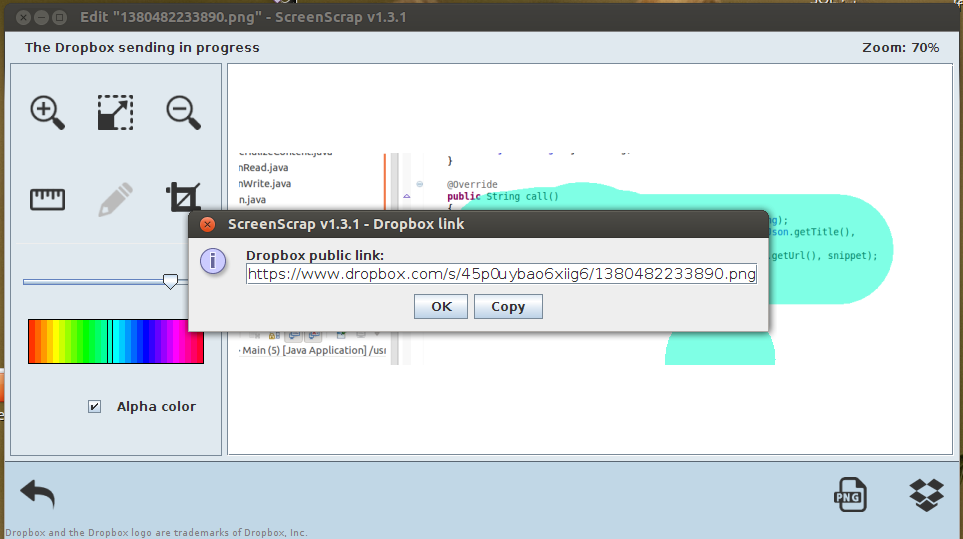 Edit "1380482233890.png" - ScreenScrap v1.3.1
The Dropbox sending in progress
Zoom: 70%
}
nRead.java
@Override
nWrite.java
public String call()
n.java
{
ng);
Json.getTitle(),
.getUrl(), snippet);
ScreenScrap v1.3.1 - Dropbox link
Dropbox public link:
https://www.dropbox.com/s/45p0uybao6xiig6/1380482233890.png
OK
Copy
Main (5) [Java Application] /usr
Alpha color
PNG
Dropbox and the Dropbox logo are trademarks of Dropbox, Inc.